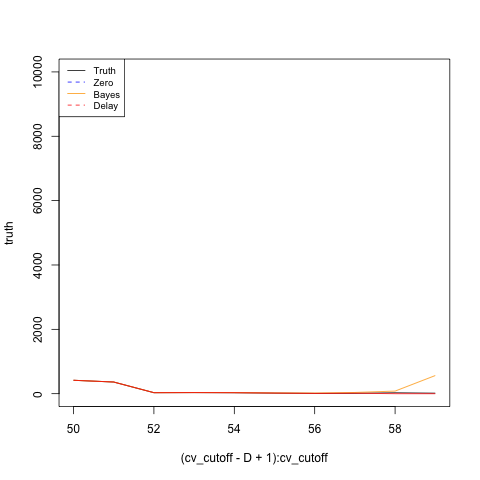 Truth
Zero
Bayes
Delay
10000
8000
6000
4000
2000
0
truth
50 52 54 56 58
(cv_cutoff - D + 1):cv_cutoff